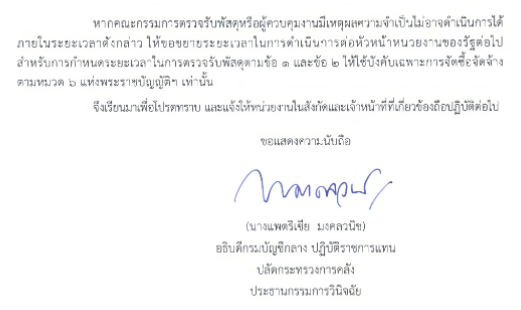 หากคณะกรรมการตรวจรับพัสดุหรือผู้ควบคุมงานมีเหตุผลความจำเป็นไม่อาจดำเนินการได้
ภายในระยะเวลาดังกล่าว ให้ขอขยายระยะเวลาในการดำเนินการต่อหัวหน้าหน่วยงานของรัฐต่อไป
สำหรับการกำหนดระยะเวลาในการตรวจรับพัสดุตามข้อ ๑ และข้อ ๒ ให้ใช้บังคับเฉพาะการจัดซื้อจัดจ้าง
ตามหมวด ๖ แห่งพระราชบัญญัติฯ เท่านั้น
จึงเรียนมาเพื่อโปรดทราบ และแจ้งให้หน่วยงานในสังกัดและเจ้าหน้าที่ที่เกี่ยวข้องถือปฏิบัติต่อไป
ขอแสดงความนับถือ
(นางแพตริเซีย มงคลวนิช)
อธิบดีกรมบัญชีกลาง ปฏิบัติราชการแทน
ปลัดกระทรวงการคลัง
ประธานกรรมการวินิจฉัย